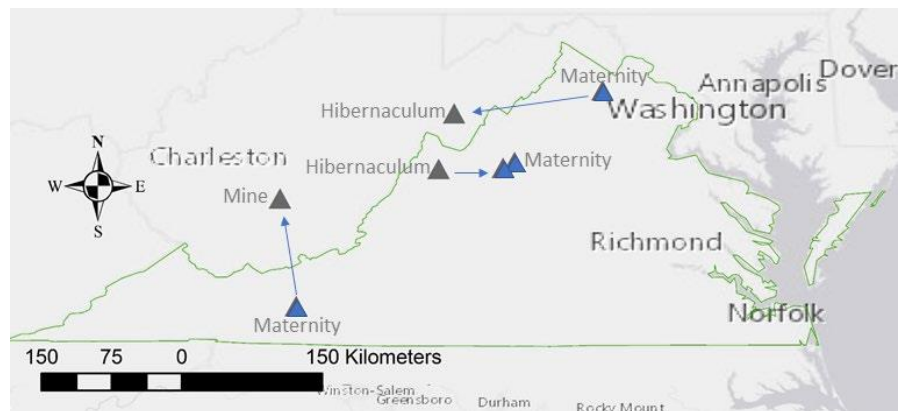 Maternity
Annapolis
Dover
Hibernaculum
Washington
Charleston
Hibernaculum
Maternity
N
W
E
S
Mine
Richmond
Norfolk
Maternity
150
75
0
150 Kilometers
Winston-Salem
Greensboro
Durham
Rocky Mount